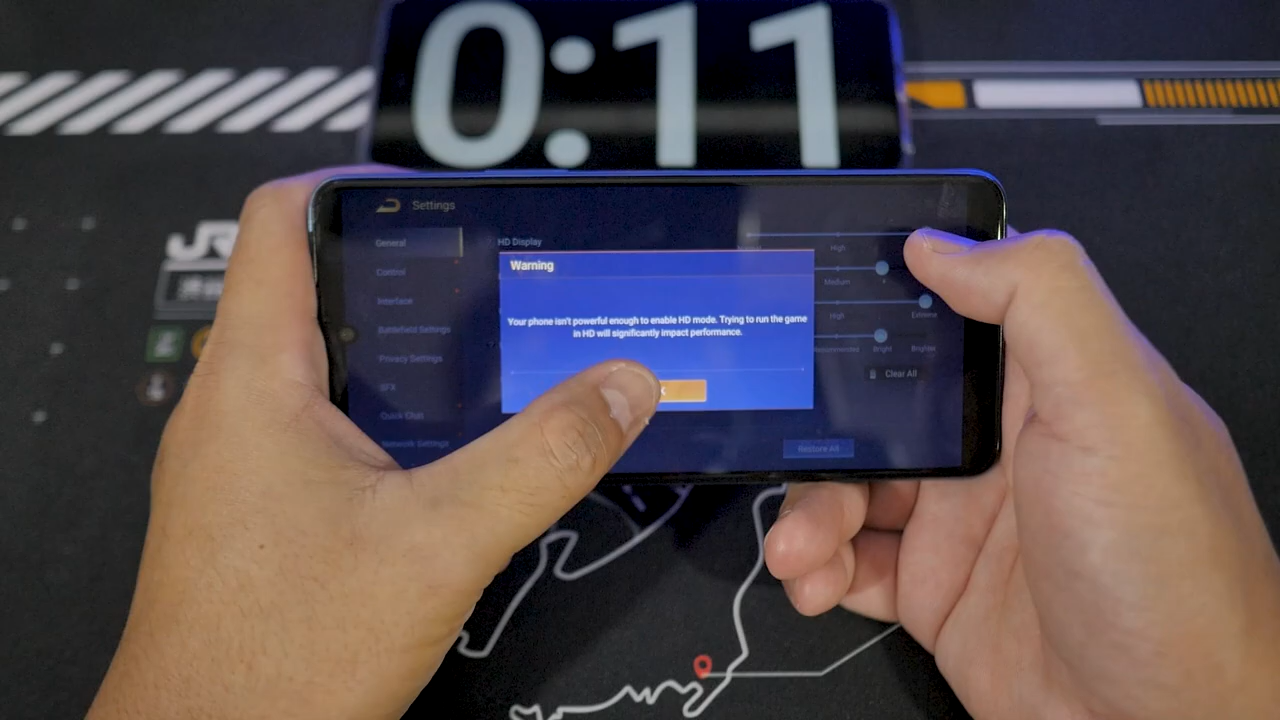 0:11
JR
Settings
General
HD Display
High
Control
Warning
Medium
Interface
High
Extreme
Your phone isn't powerful enough to enable HD mode. Trying to run the game
in HD will significantly impact performance.
Battlefield Settings
Recommended
Bright
Brighter
Privacy Settings
Clear All
SFX
Quick Chat
Network Settings
Restore All